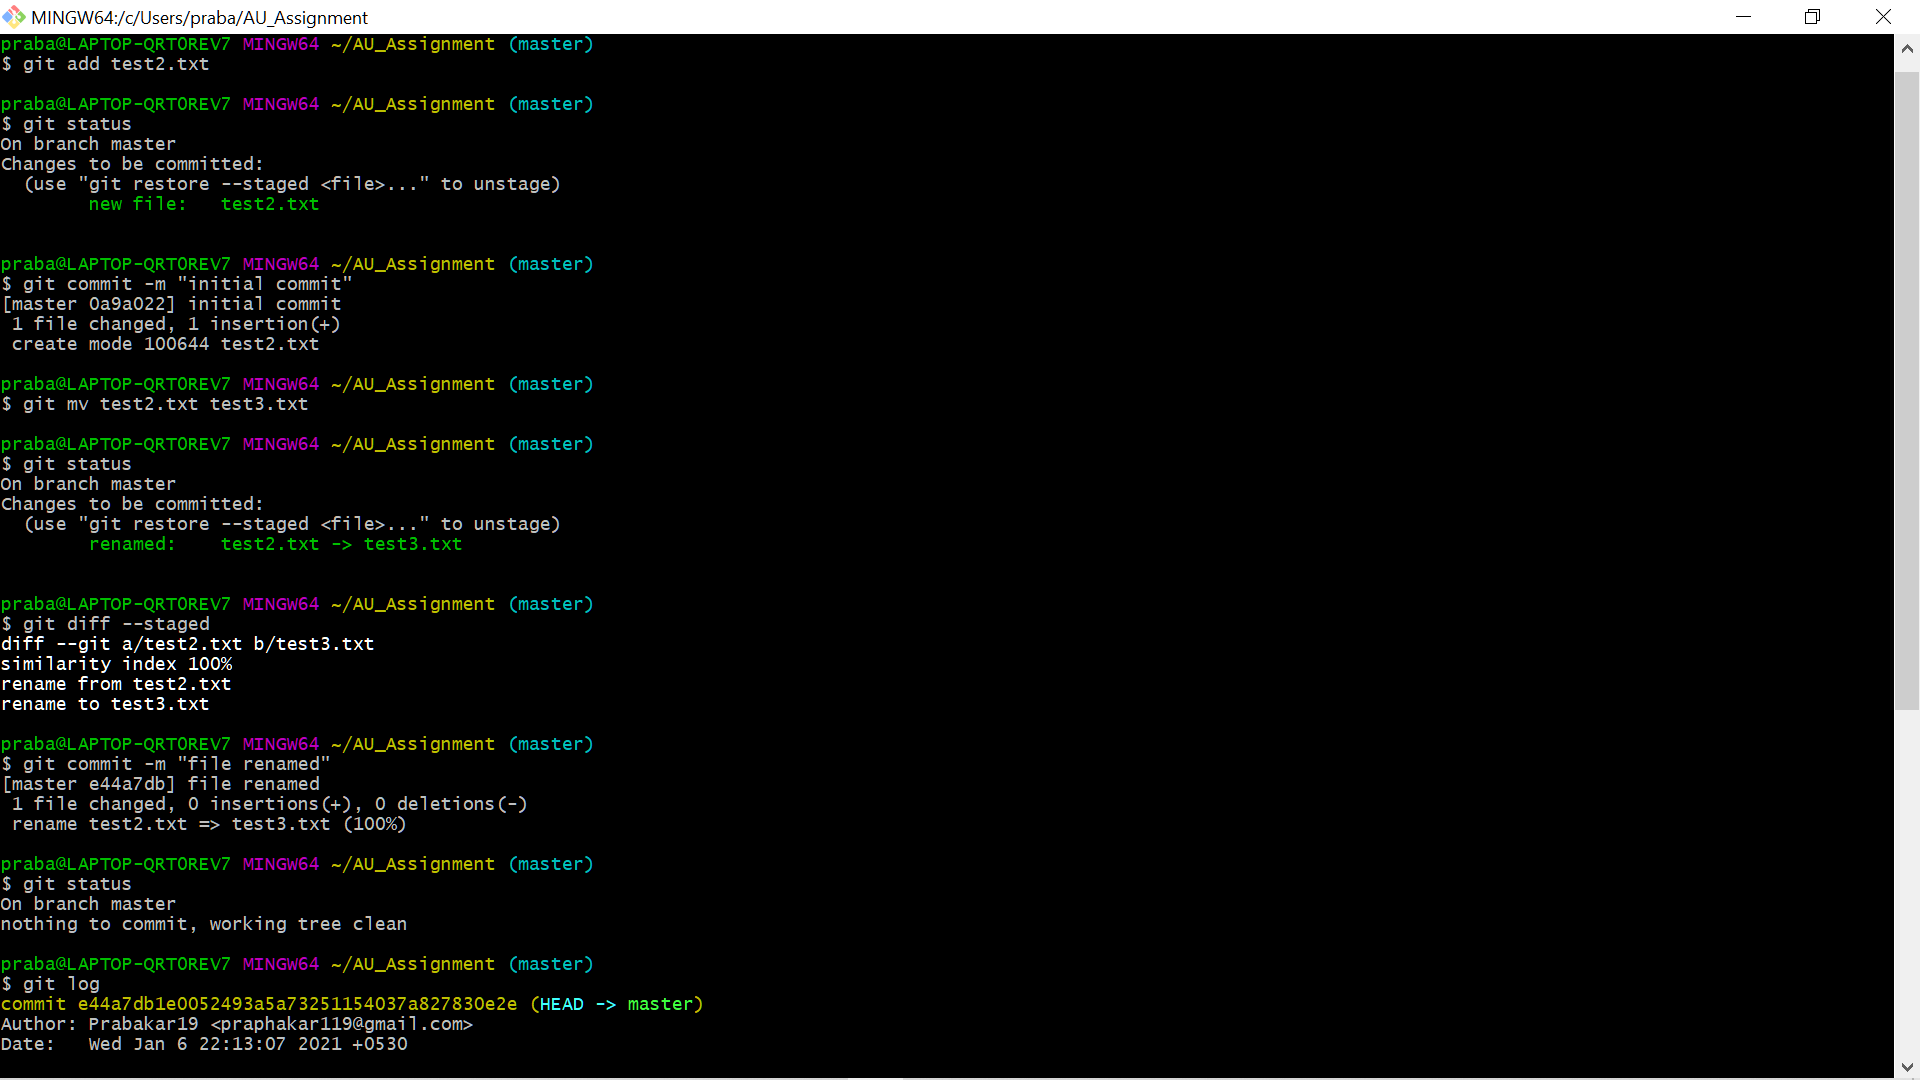 MINGW64:/c/Users/praba/AU_Assignment
praba@LAPTOP-QRT0REV7 MINGW64 ~/AU_Assignment (master)
$ git add test2.txt

praba@LAPTOP-QRT0REV7 MINGW64 ~/AU_Assignment (master)
$ git status
On branch master
Changes to be committed:
  (use "git restore --staged <file>..." to unstage)
        new file:   test2.txt


praba@LAPTOP-QRT0REV7 MINGW64 ~/AU_Assignment (master)
$ git commit -m "initial commit"
[master 0a9a022] initial commit
 1 file changed, 1 insertion(+)
 create mode 100644 test2.txt

praba@LAPTOP-QRT0REV7 MINGW64 ~/AU_Assignment (master)
$ git mv test2.txt test3.txt

praba@LAPTOP-QRT0REV7 MINGW64 ~/AU_Assignment (master)
$ git status
On branch master
Changes to be committed:
  (use "git restore --staged <file>..." to unstage)
        renamed:    test2.txt -> test3.txt


praba@LAPTOP-QRT0REV7 MINGW64 ~/AU_Assignment (master)
$ git diff --staged
diff --git a/test2.txt b/test3.txt
similarity index 100%
rename from test2.txt
rename to test3.txt

praba@LAPTOP-QRT0REV7 MINGW64 ~/AU_Assignment (master)
$ git commit -m "file renamed"
[master e44a7db] file renamed
 1 file changed, 0 insertions(+), 0 deletions(-)
 rename test2.txt => test3.txt (100%)

praba@LAPTOP-QRT0REV7 MINGW64 ~/AU_Assignment (master)
$ git status
On branch master
nothing to commit, working tree clean

praba@LAPTOP-QRT0REV7 MINGW64 ~/AU_Assignment (master)
$ git log
commit e44a7db1e0052493a5a73251154037a827830e2e (HEAD -> master)
Author: Prabakar19 <praphakar119@gmail.com>
Date:   Wed Jan 6 22:13:07 2021 +0530